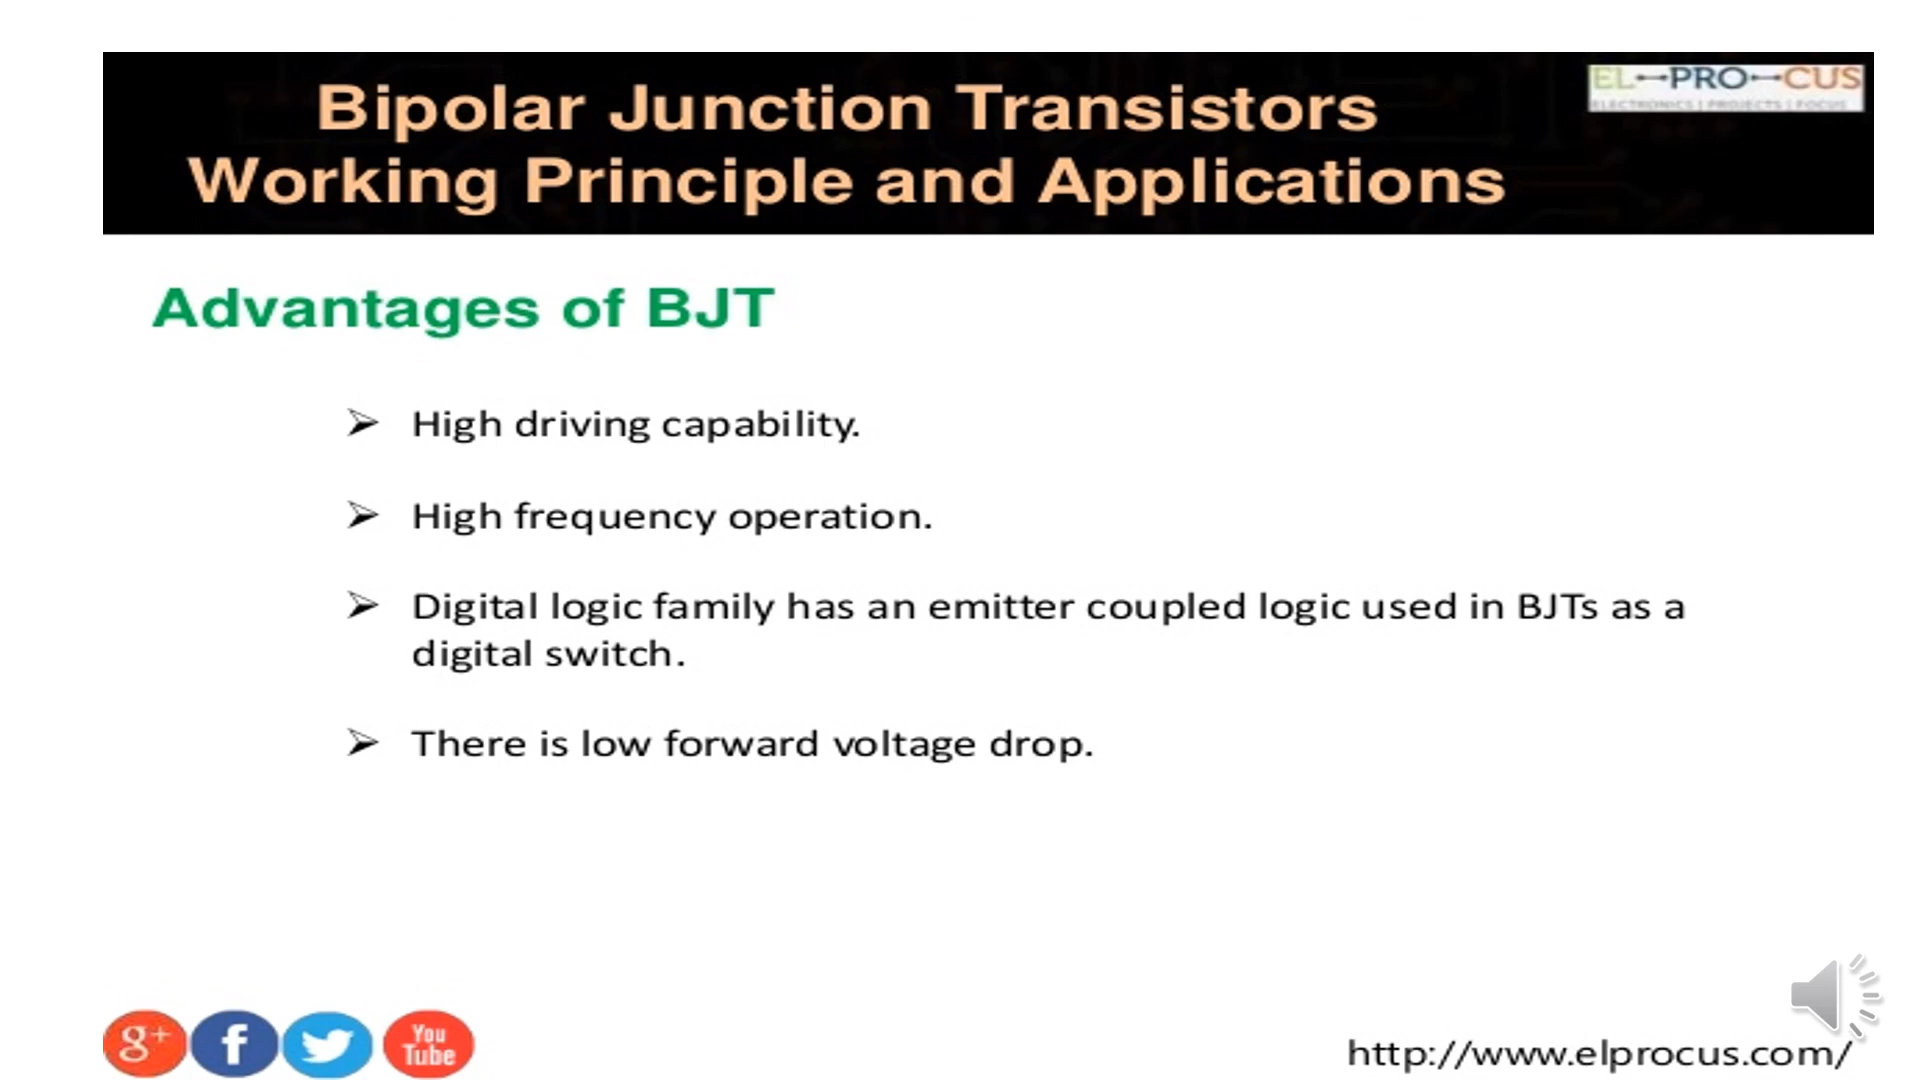 Bipolar Junction Transistors
Working Principle and Applications
EL PRO CUS
ELECTRONICS | PROJECTS | FOCUS
Advantages of BJT
➢ High driving capability.
➢ High frequency operation.
➢ Digital logic family has an emitter coupled logic used in BJTs as a
digital switch.
➢ There is low forward voltage drop.
g+ f You
Tube
http://www.elprocus.com/